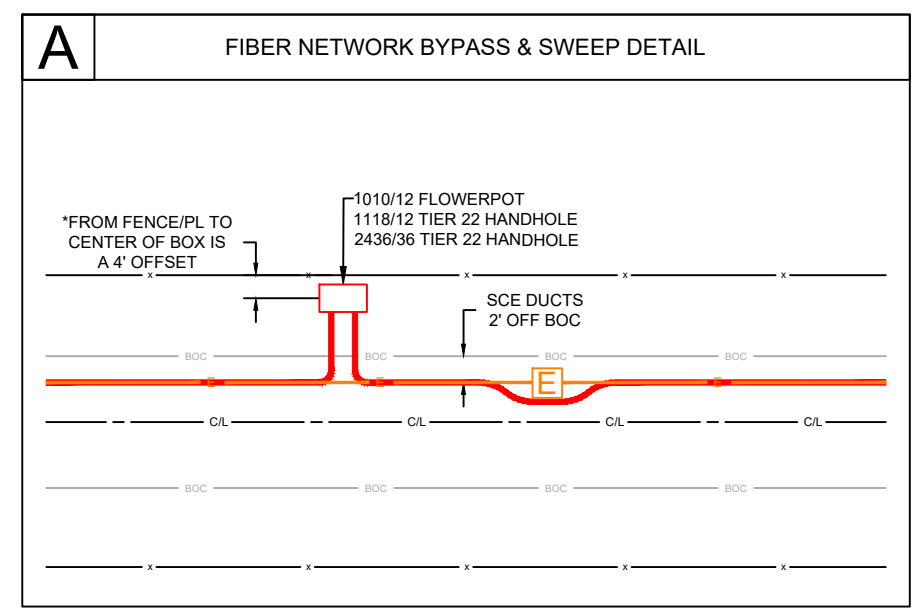 A
FIBER NETWORK BYPASS & SWEEP DETAIL
1010/12 FLOWERPOT
1118/12 TIER 22 HANDHOLE
2436/36 TIER 22 HANDHOLE
*FROM FENCE/PL TO
CENTER OF BOX IS
A 4' OFFSET
x x x x x
SCE DUCTS
2' OFF BOC
BOC BOC BOC BOC
E E E E
C/L C/L C/L C/L
BOC BOC BOC BOC
x x x x x